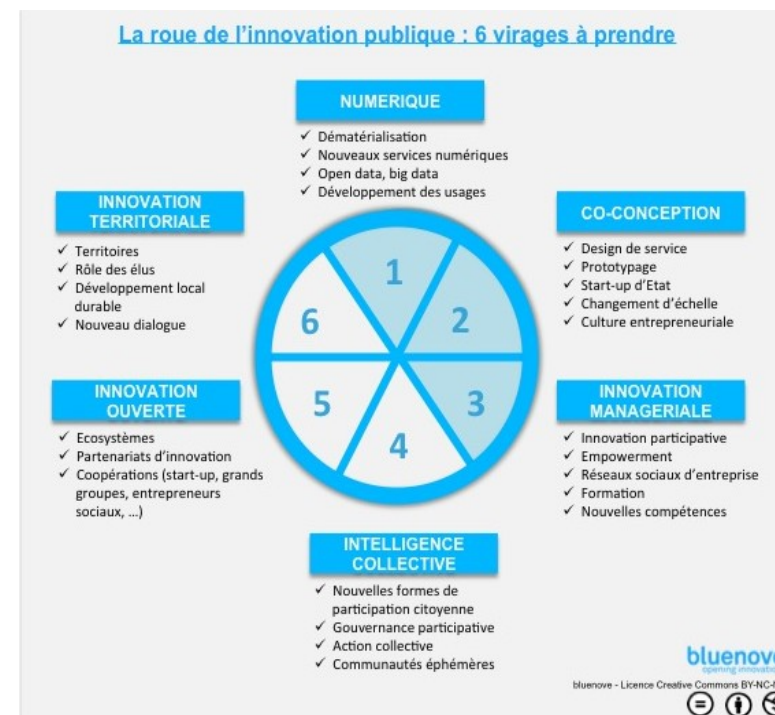 La roue de l'innovation publique : 6 virages à prendre
NUMERIQUE
✓ Dématérialisation
✓ Nouveaux services numériques
✓ Open data, big data
✓ Développement des usages
INNOVATION
TERRITORIALE
✓ Territoires
✓ Rôle des élus
✓ Développement local
durable
✓ Nouveau dialogue
CO-CONCEPTION
✓ Design de service
✓ Prototypage
✓ Start-up d'Etat
✓ Changement d'échelle
✓ Culture entrepreneuriale
1
2
3
4
5
6
INNOVATION
OUVERTE
✓ Ecosystèmes
✓ Partenariats d'innovation
✓ Coopérations (start-up, grands
groupes, entrepreneurs
sociaux, ...)
INNOVATION
MANAGERIALE
✓ Innovation participative
✓ Empowerment
✓ Réseaux sociaux d'entreprise
✓ Formation
✓ Nouvelles compétences
INTELLIGENCE
COLLECTIVE
✓ Nouvelles formes de
participation citoyenne
✓ Gouvernance participative
✓ Action collective
✓ Communautés éphémères
bluenove
opening
bluenove - Licence Creative Commons BY-NC-